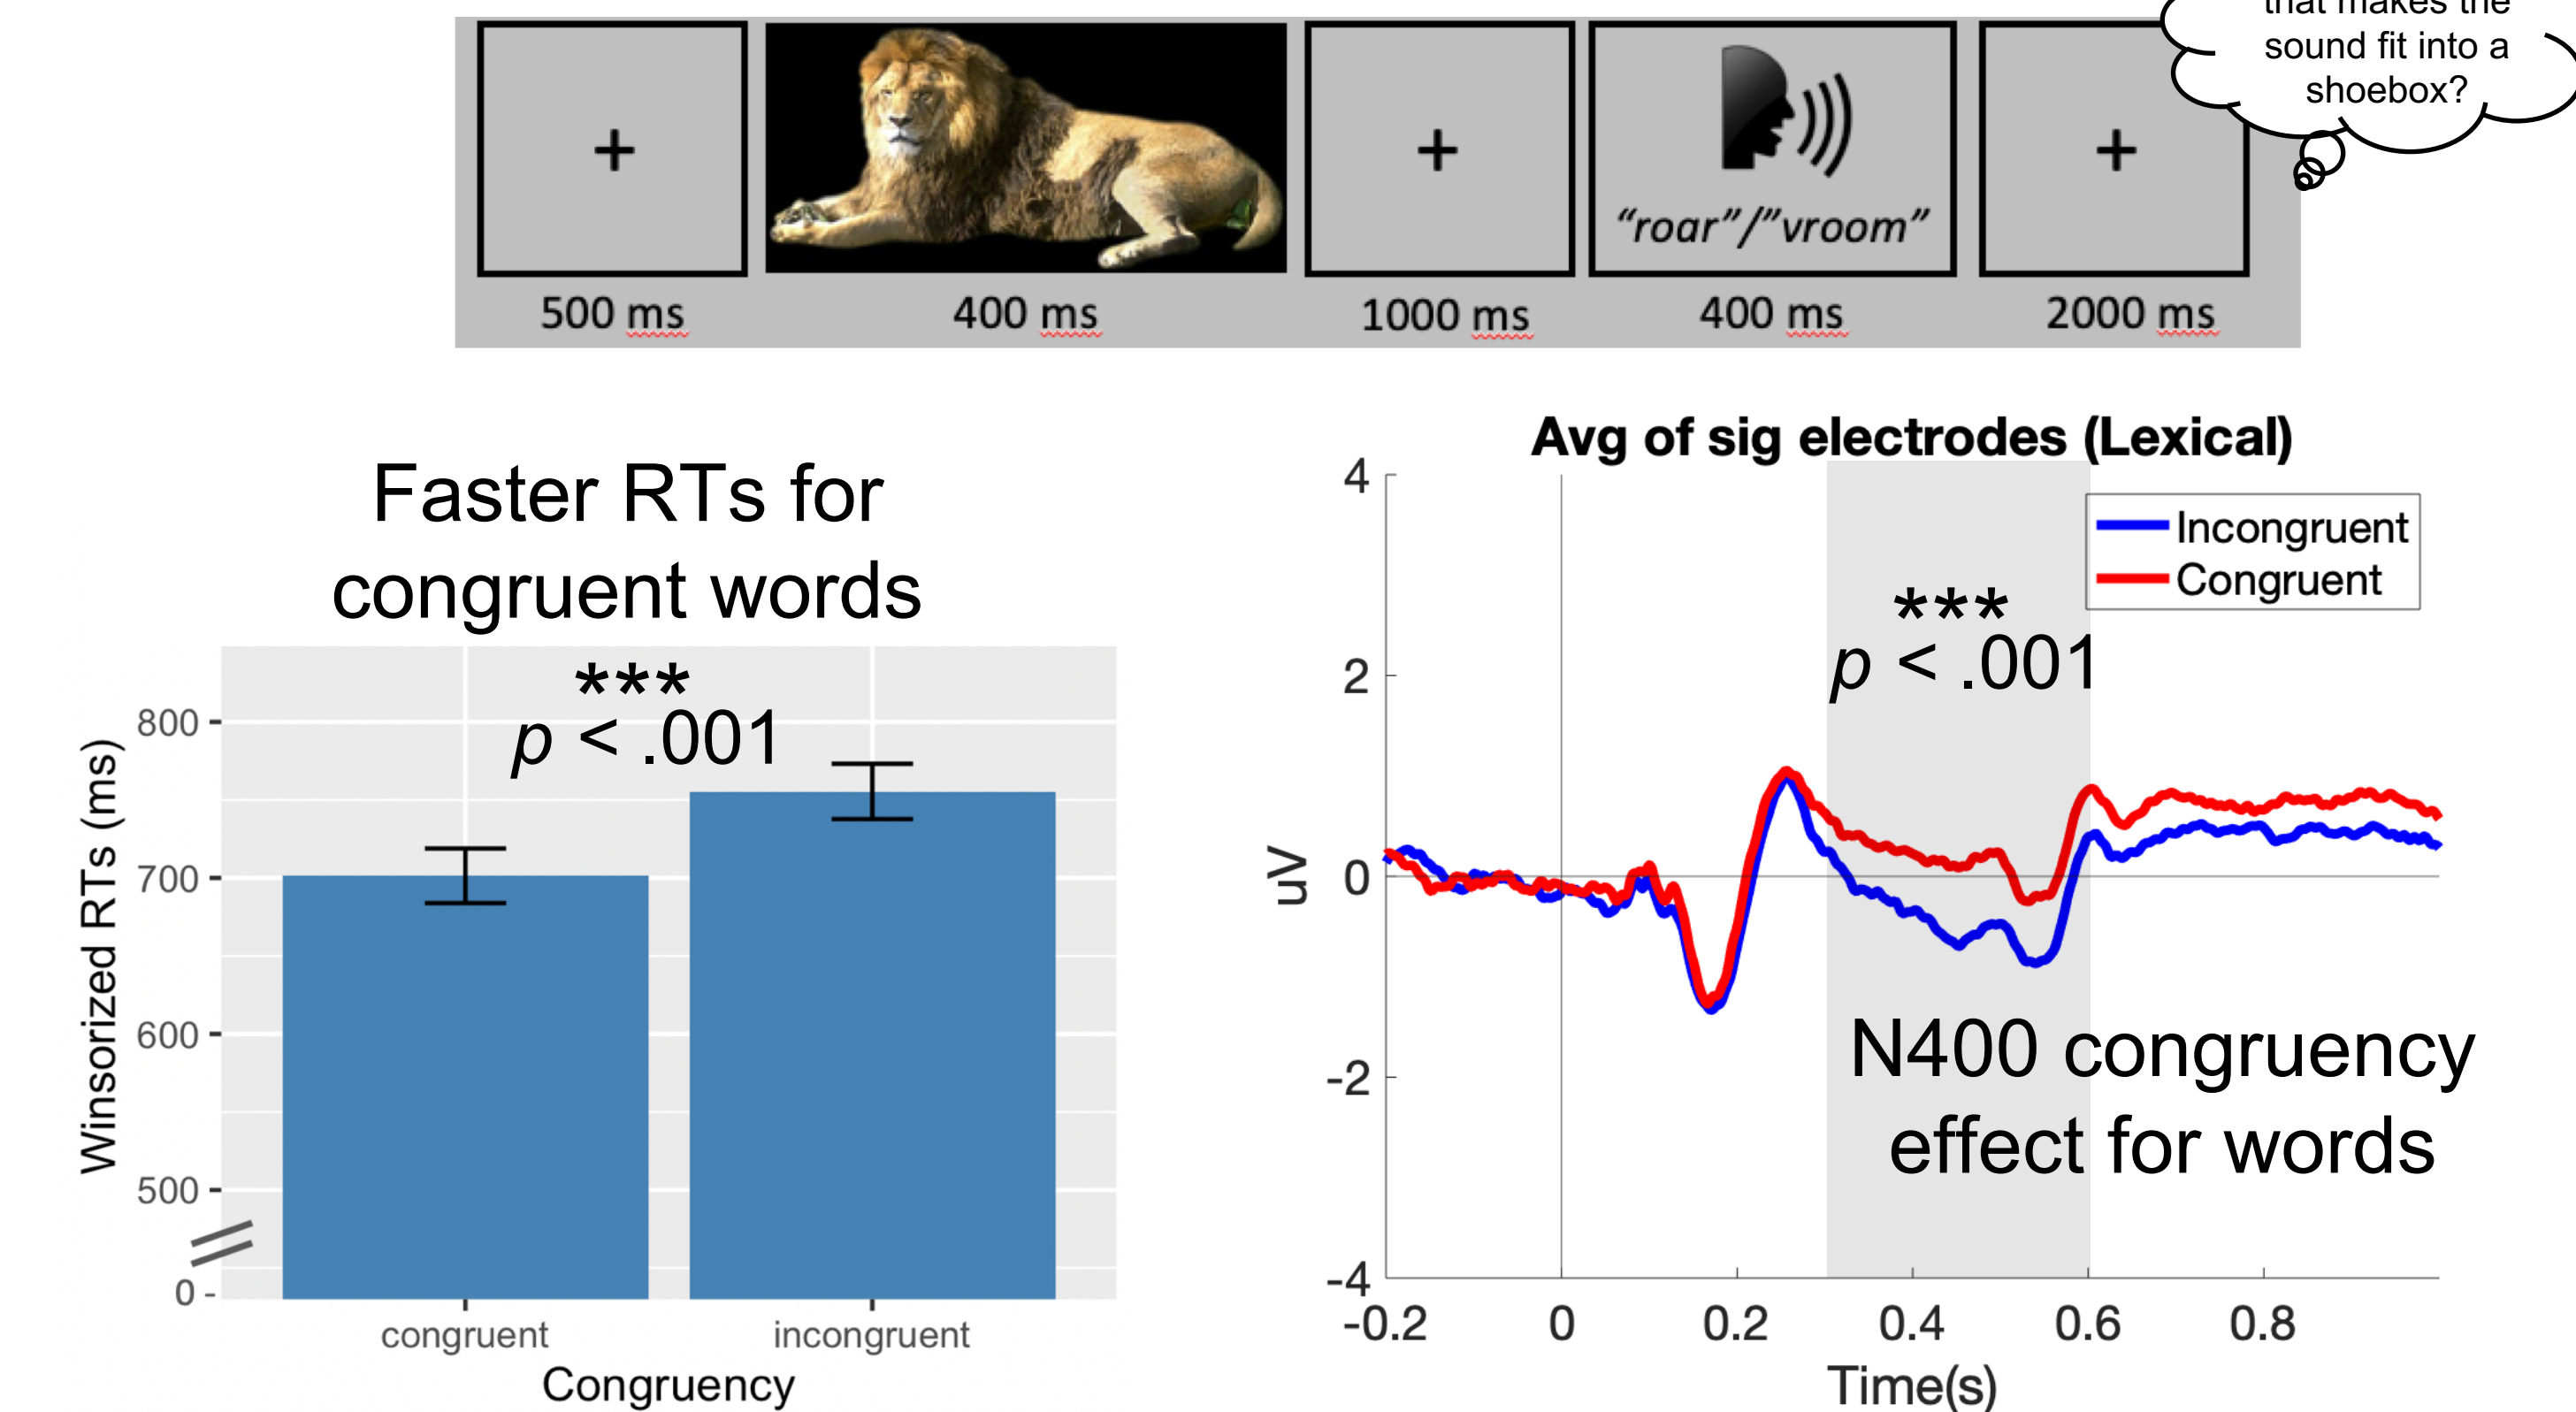 that makes the
sound fit into a
shoebox?
+
+
+
“roar”/”vroom”
500 ms
400 ms
1000 ms
400 ms
2000 ms
Faster RTs for
congruent words
***
p < .001
Winsorized RTs (ms)
800
700
600
500
0
congruent
incongruent
Congruency
Avg of sig electrodes (Lexical)
Incongruent
Congruent
***
p < .001
uV
4
2
0
-2
-4
N400 congruency
effect for words
-0.2
0
0.2
0.4
0.6
0.8
Time(s)